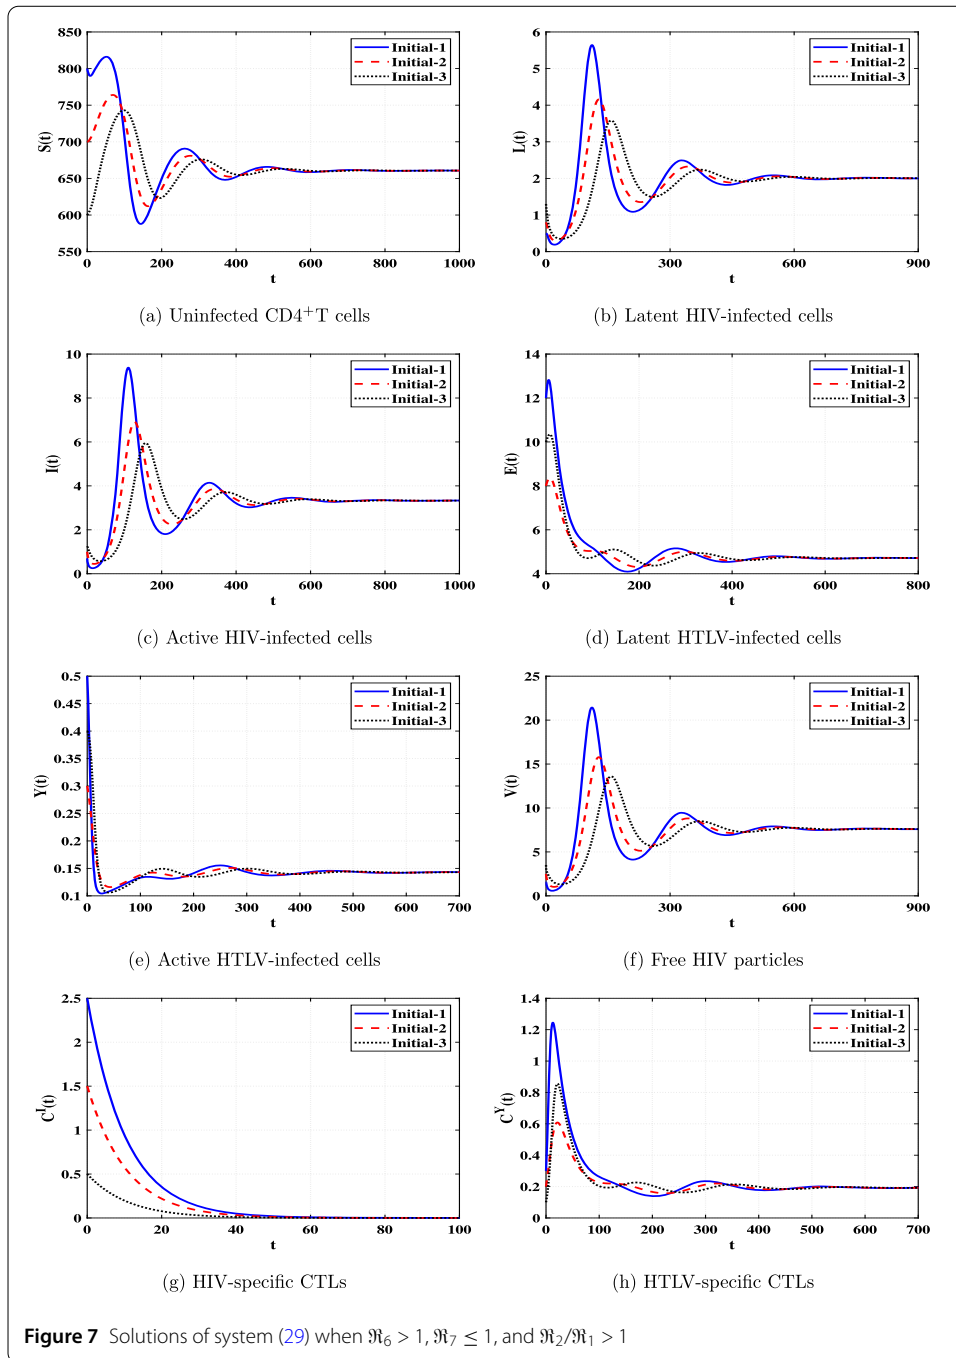 850
800
750
700
650
600
550
S(t)
0 200 400 600 800 1000
t
Initial-1
Initial-2
Initial-3
(a) Uninfected CD4⁺T cells
6
5
4
3
2
1
0
L(t)
0 300 600 900
t
Initial-1
Initial-2
Initial-3
(b) Latent HIV-infected cells
10
8
6
4
2
0
I(t)
0 200 400 600 800 1000
t
Initial-1
Initial-2
Initial-3
(c) Active HIV-infected cells
14
12
10
8
6
4
E(t)
0 200 400 600 800
t
Initial-1
Initial-2
Initial-3
(d) Latent HTLV-infected cells
0.5
0.45
0.4
0.35
0.3
0.25
0.2
0.15
0.1
Y(t)
0 100 200 300 400 500 600 700
t
Initial-1
Initial-2
Initial-3
(e) Active HTLV-infected cells
25
20
15
10
5
0
V(t)
0 300 600 900
t
Initial-1
Initial-2
Initial-3
(f) Free HIV particles
2.5
2
1.5
1
0.5
0
Cᴵ(t)
0 20 40 60 80 100
t
Initial-1
Initial-2
Initial-3
(g) HIV-specific CTLs
1.4
1.2
1
0.8
0.6
0.4
0.2
0
Cʸ(t)
0 100 200 300 400 500 600 700
t
Initial-1
Initial-2
Initial-3
(h) HTLV-specific CTLs
Figure 7 Solutions of system (29) when ℜ₆ > 1, ℜ₇ ≤ 1, and ℜ₂/ℜ₁ > 1